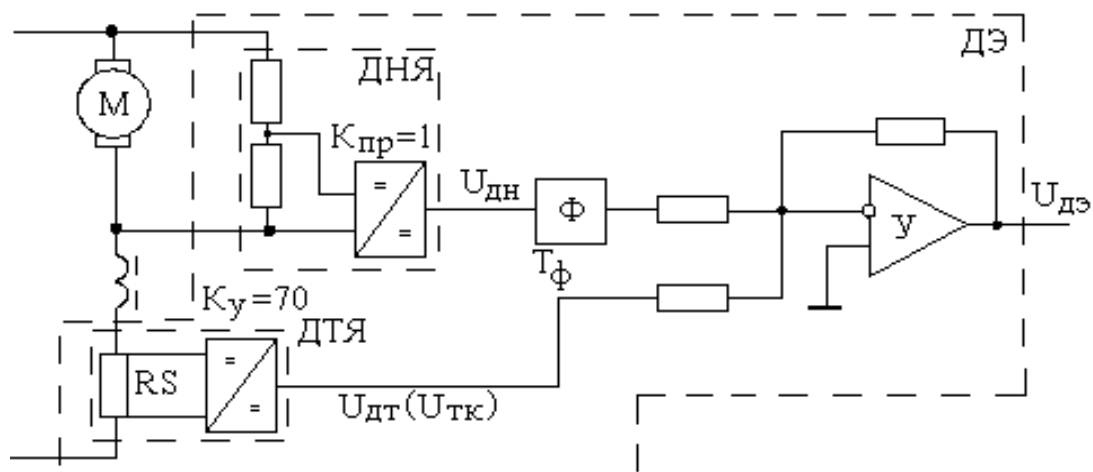 ДЭ
ДНЯ
М
Кпр=1
Uдн
Ф
Тф
У
Uдэ
Ку=70
ДТЯ
RS
Uдт(Uтк)
=
=
=
=